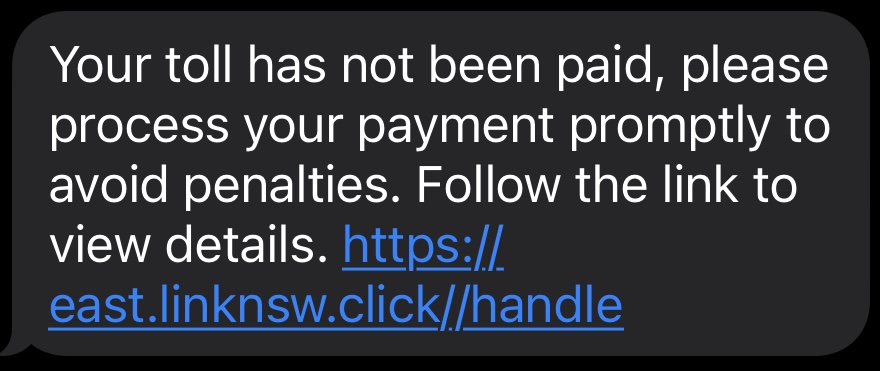 Your toll has not been paid, please
process your payment promptly to
avoid penalties. Follow the link to
view details. https://
east.linknsw.click//handle